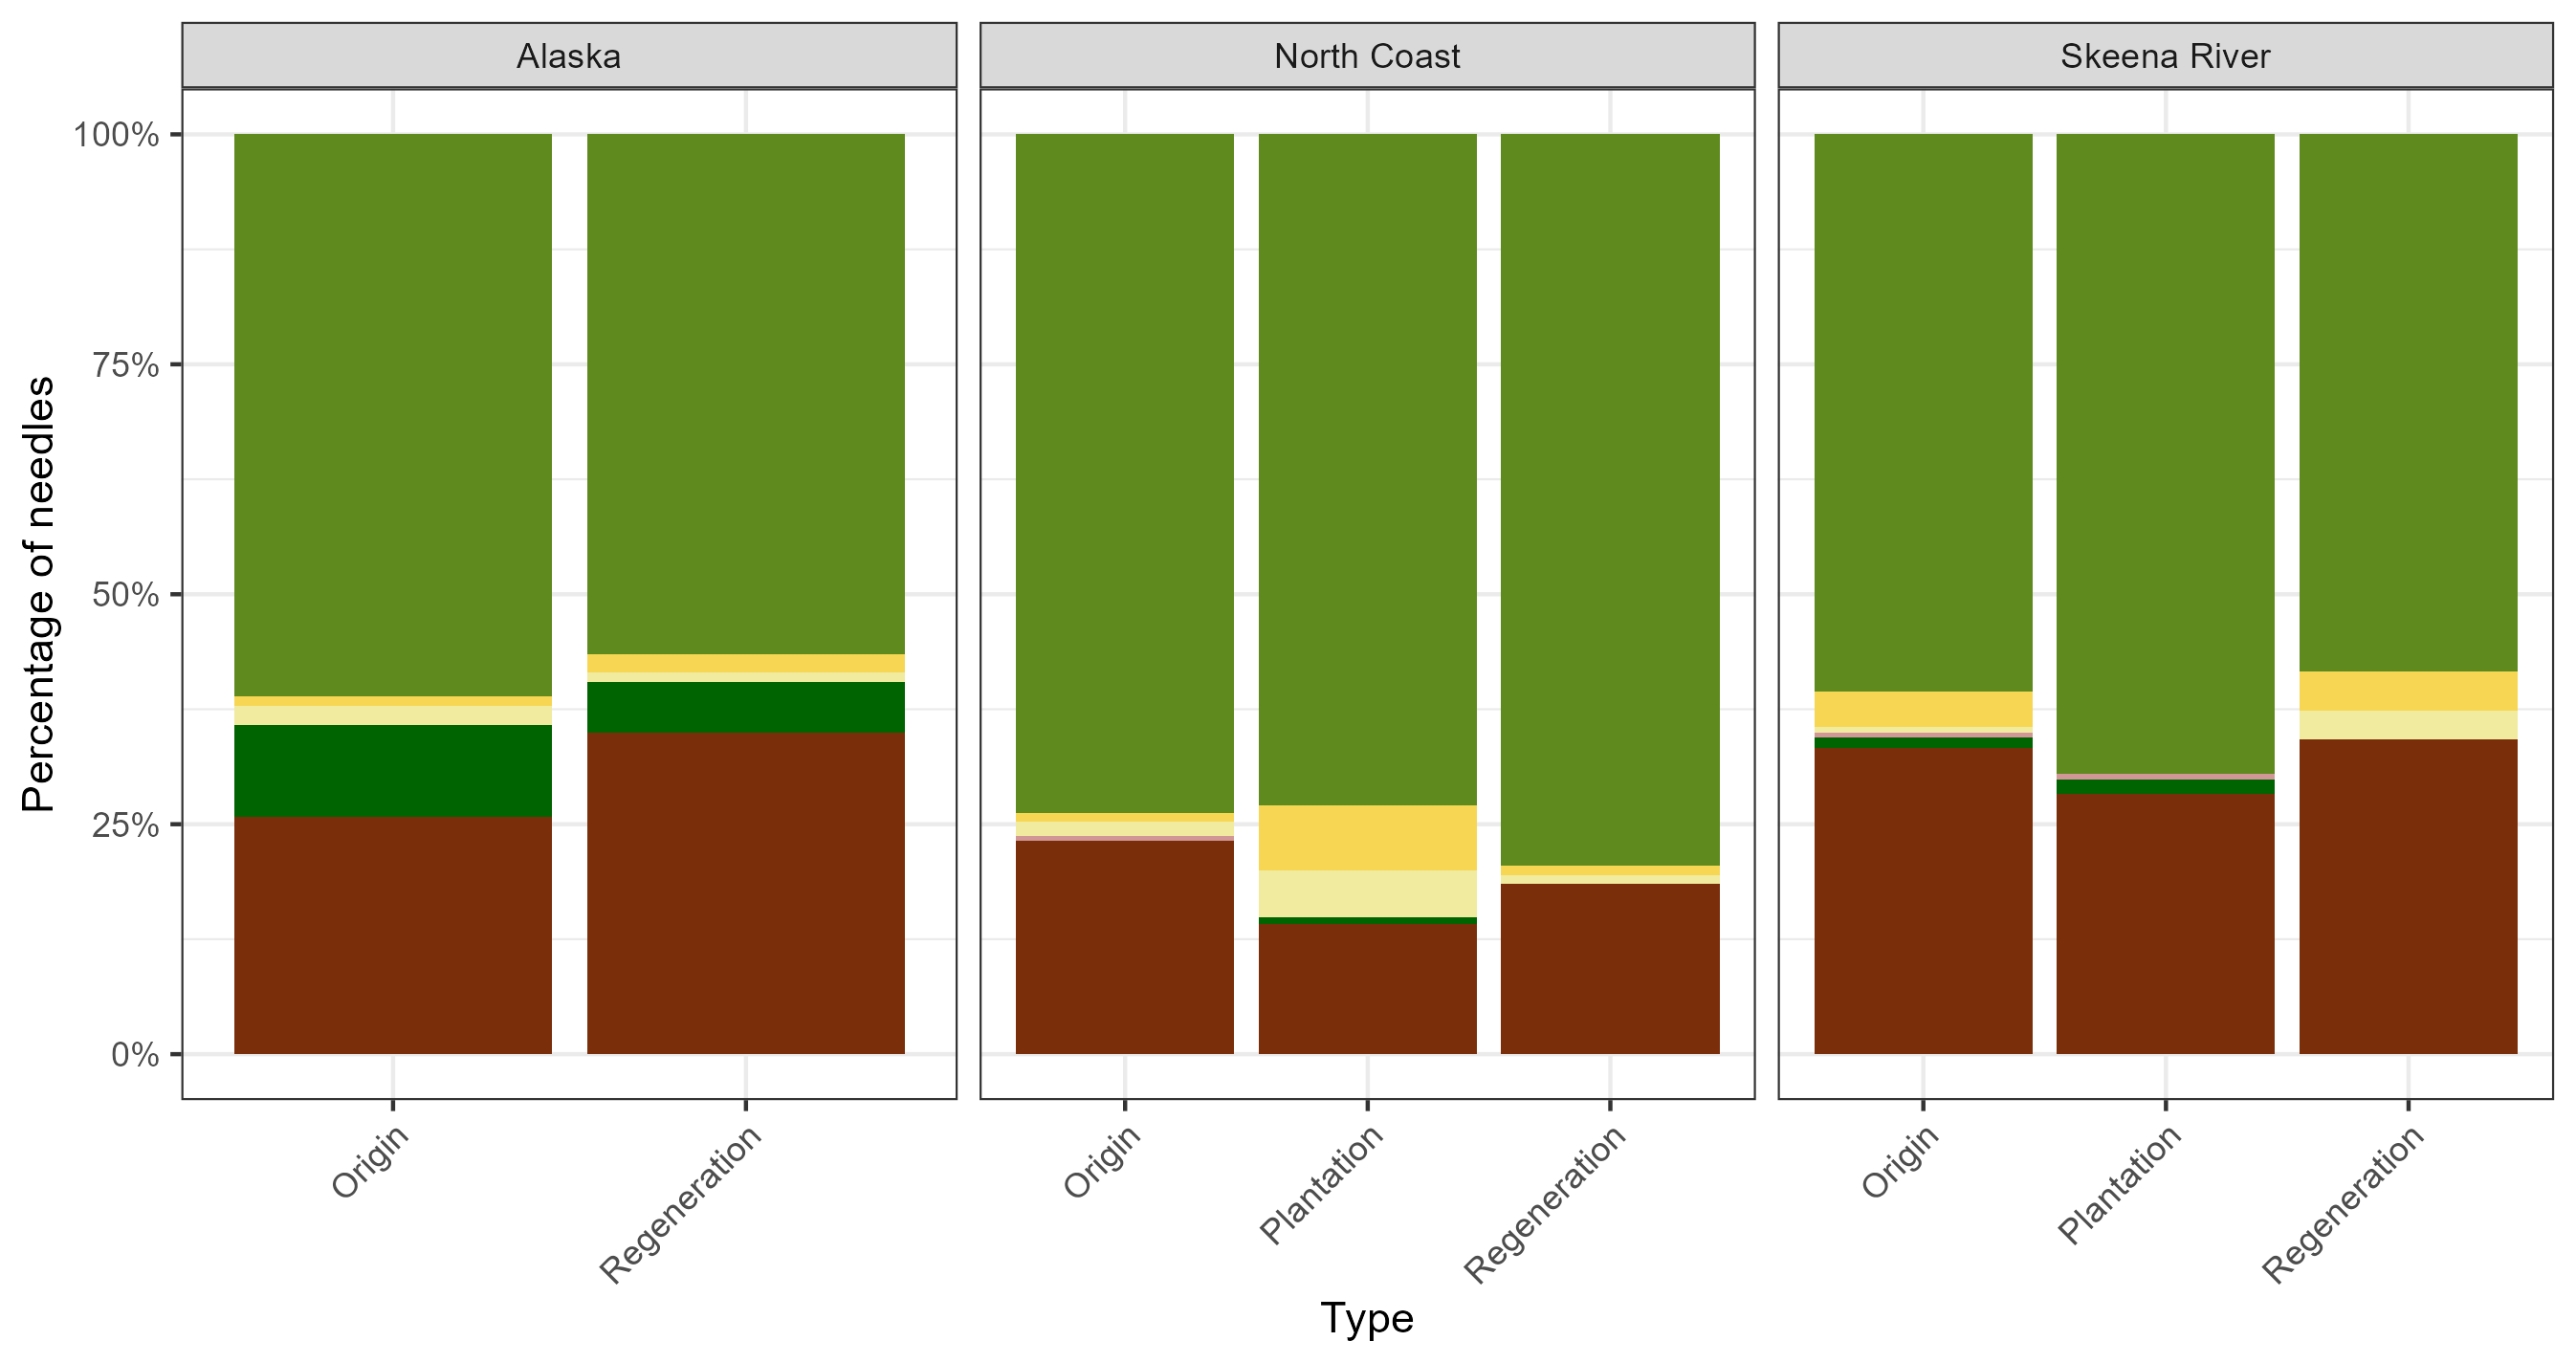 Alaska
North Coast
Skeena River
Percentage of needles
100%
75%
50%
25%
0%
Origin
Regeneration
Origin
Plantation
Regeneration
Origin
Plantation
Regeneration
Type